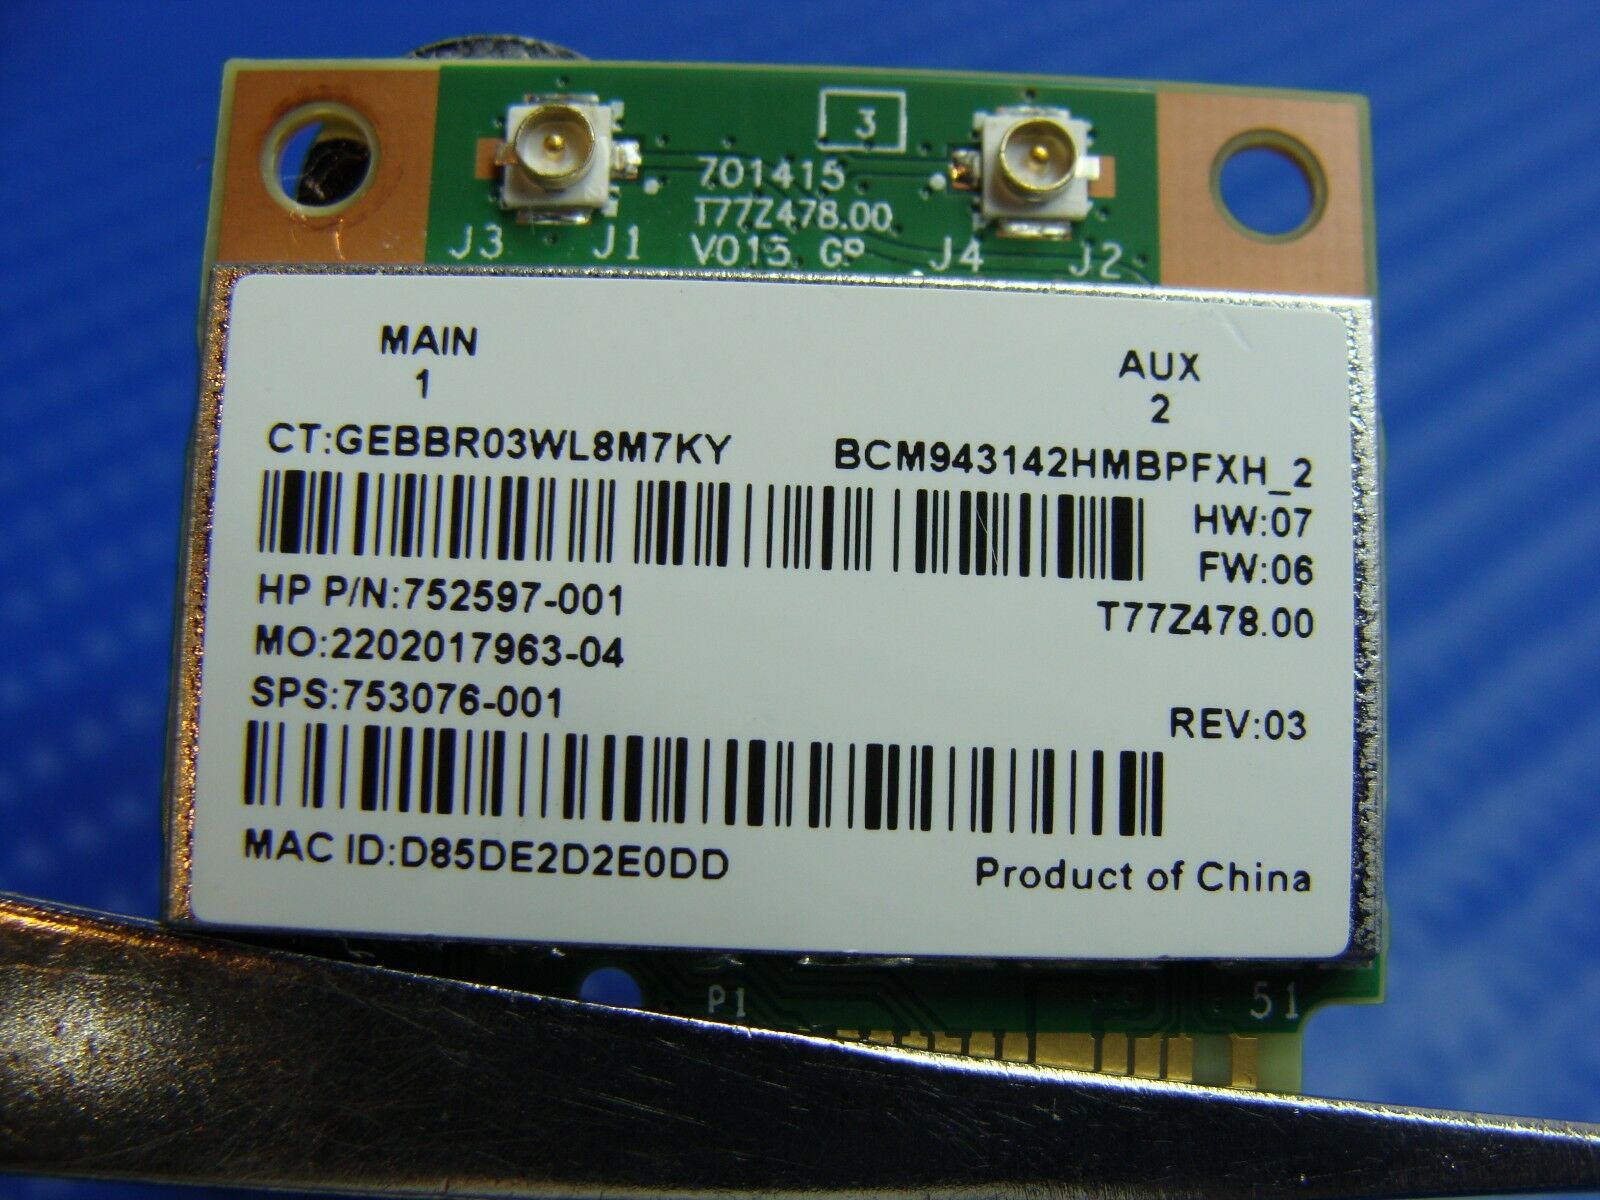 3
701415
T77Z478.00
V015 GP
J3 J1 J4 J2
MAIN
1
AUX
2
CT:GEBBR03WL8M7KY
BCM943142HMBPFXH_2
HW:07
FW:06
HP P/N:752597-001
T77Z478.00
MO:2202017963-04
SPS:753076-001
REV:03
MAC ID:D85DE2D2E0DD
Product of China
P1 51